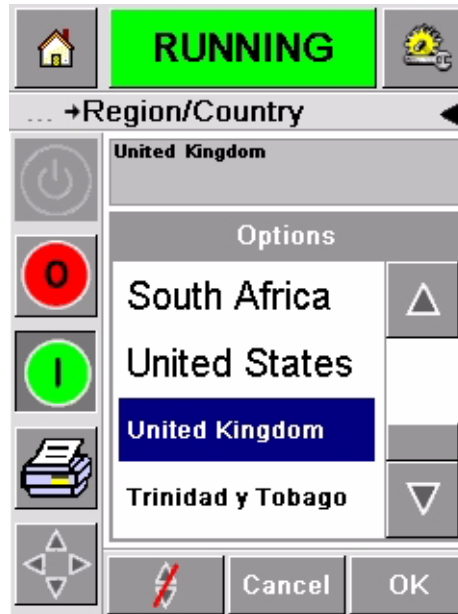 RUNNING
... →Region/Country
United Kingdom
Options
South Africa
United States
United Kingdom
Trinidad y Tobago
O
I
Cancel
OK